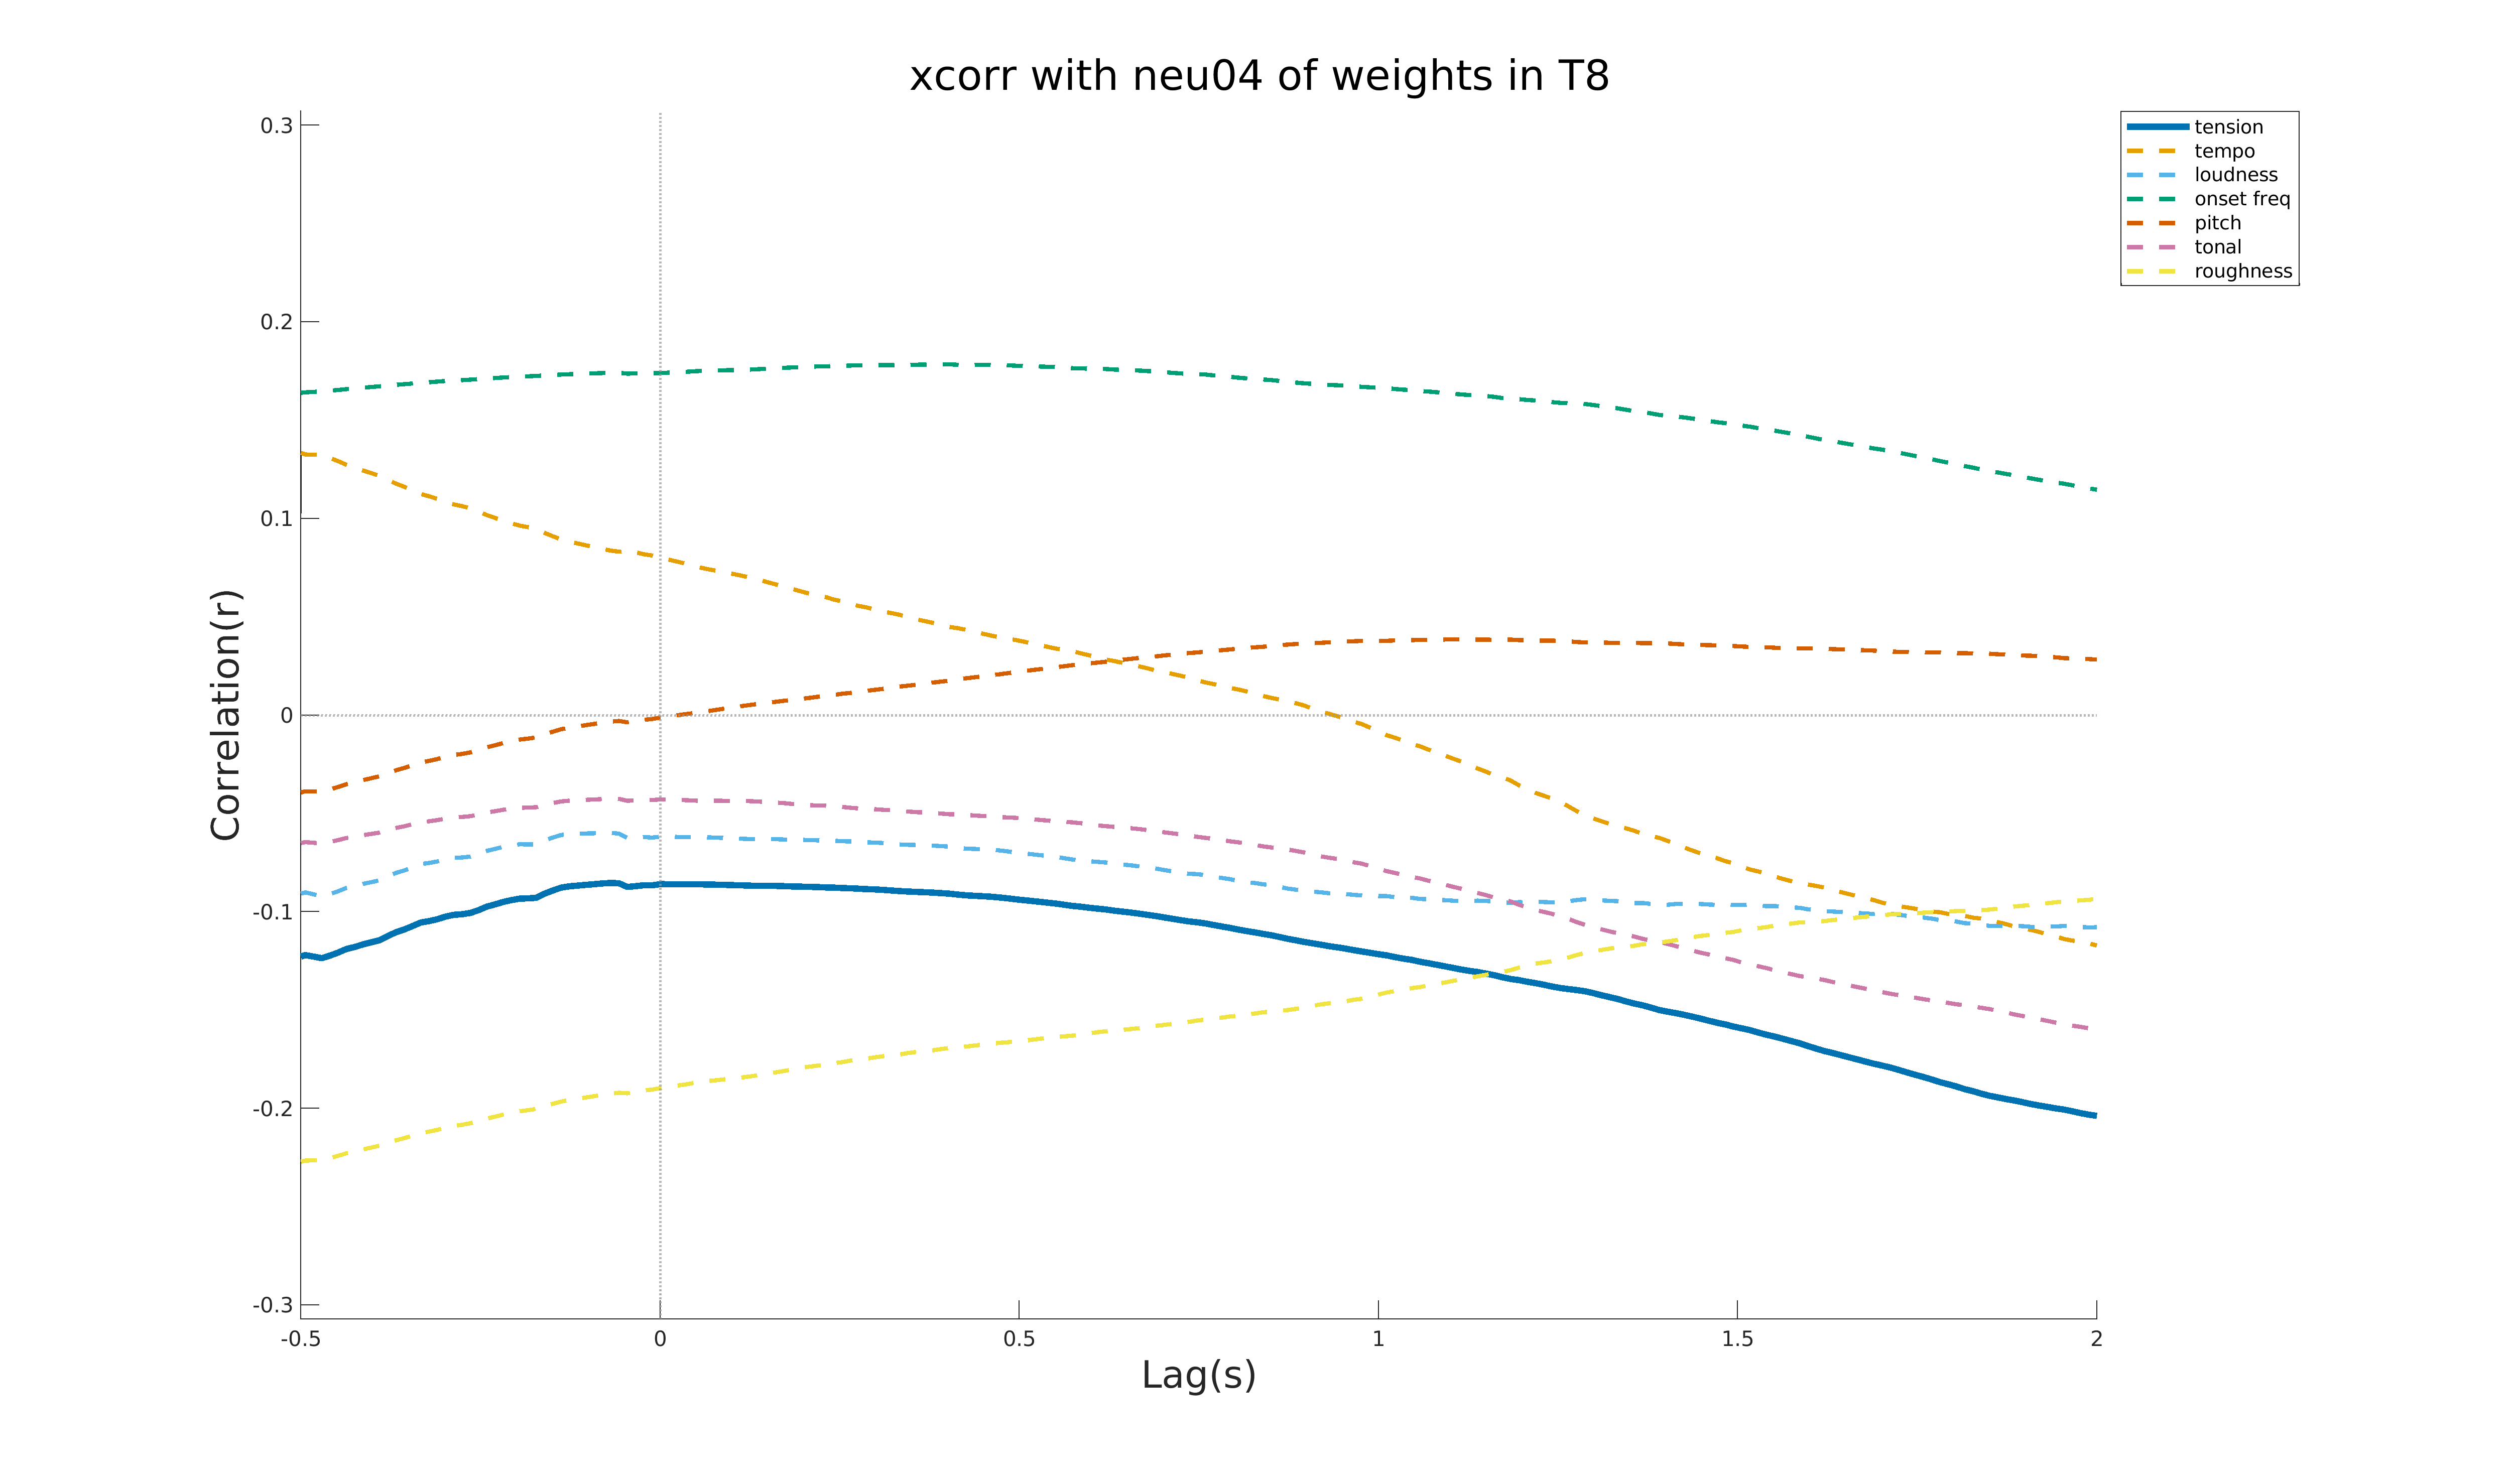 xcorr with neu04 of weights in T8
tension
tempo
loudness
onset freq
pitch
tonal
roughness
0.3
0.2
0.1
0
-0.1
-0.2
-0.3
Correlation(r)
-0.5
0
0.5
1
1.5
2
Lag(s)